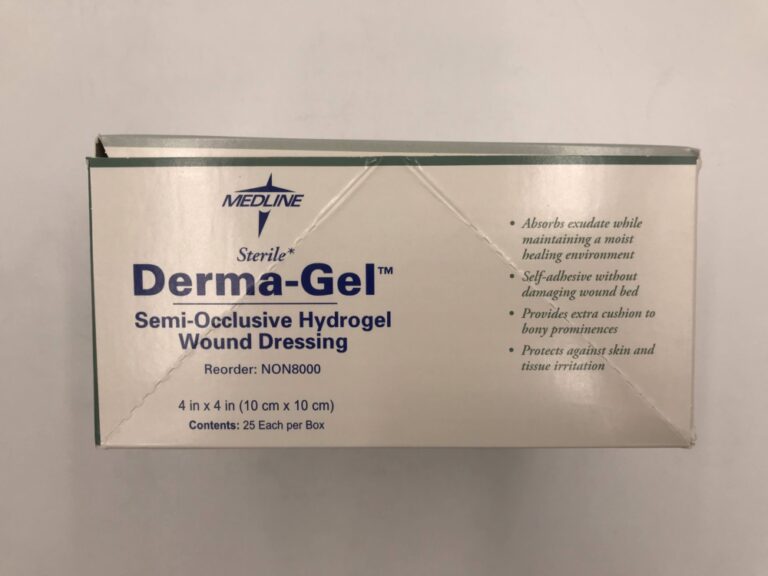 MEDLINE
Sterile*
Derma-Gel™
Semi-Occlusive Hydrogel
Wound Dressing
Reorder: NON8000
4 in x 4 in (10 cm x 10 cm)
Contents: 25 Each per Box
• Absorbs exudate while
maintaining a moist
healing environment
• Self-adhesive without
damaging wound bed
• Provides extra cushion to
bony prominences
• Protects against skin and
tissue irritation